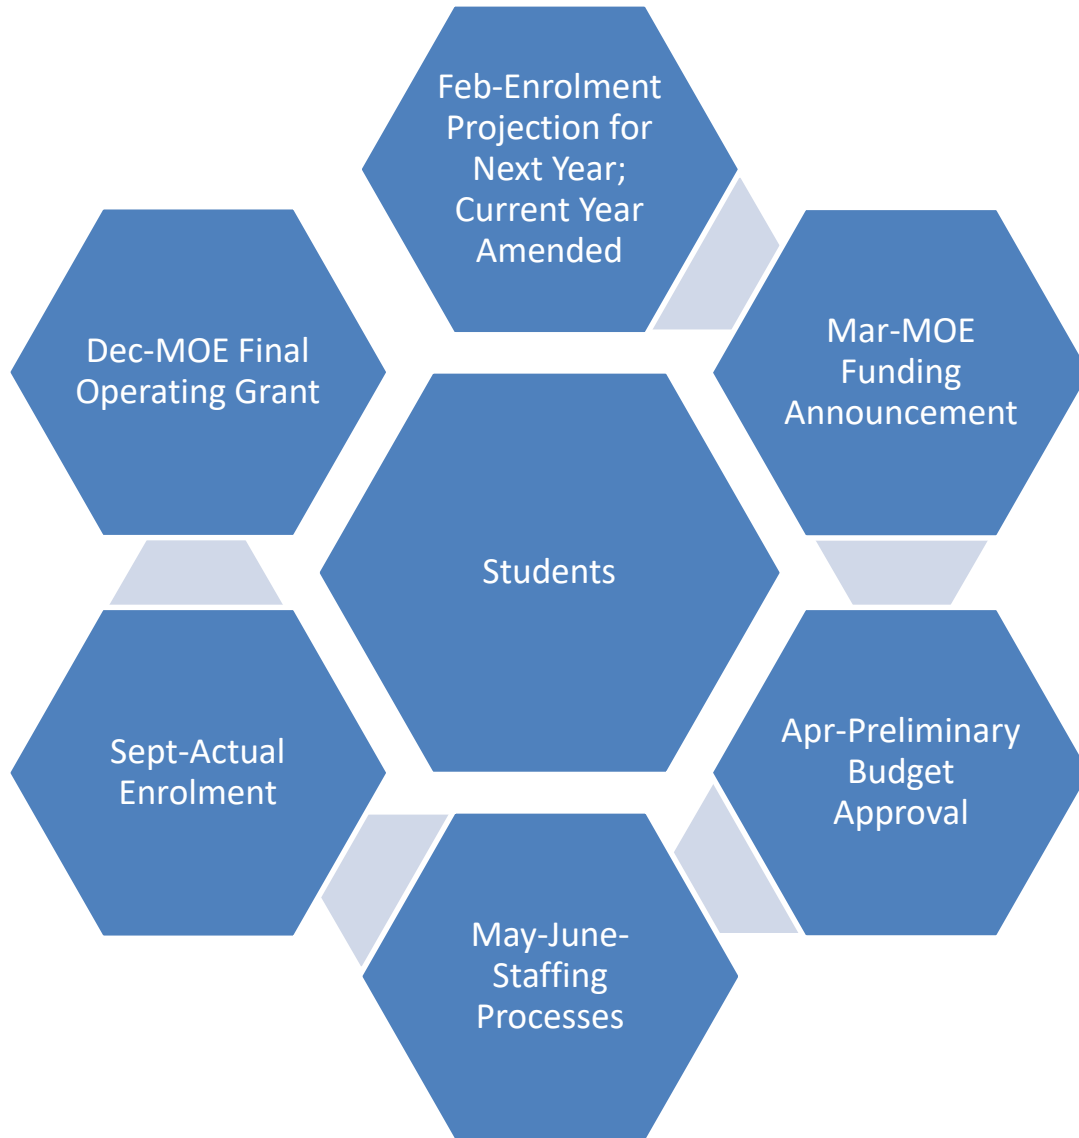 Feb-Enrolment
Projection for
Next Year;
Current Year
Amended
Mar-MOE
Funding
Announcement
Apr-Preliminary
Budget
Approval
May-June-
Staffing
Processes
Sept-Actual
Enrolment
Dec-MOE Final
Operating Grant
Students